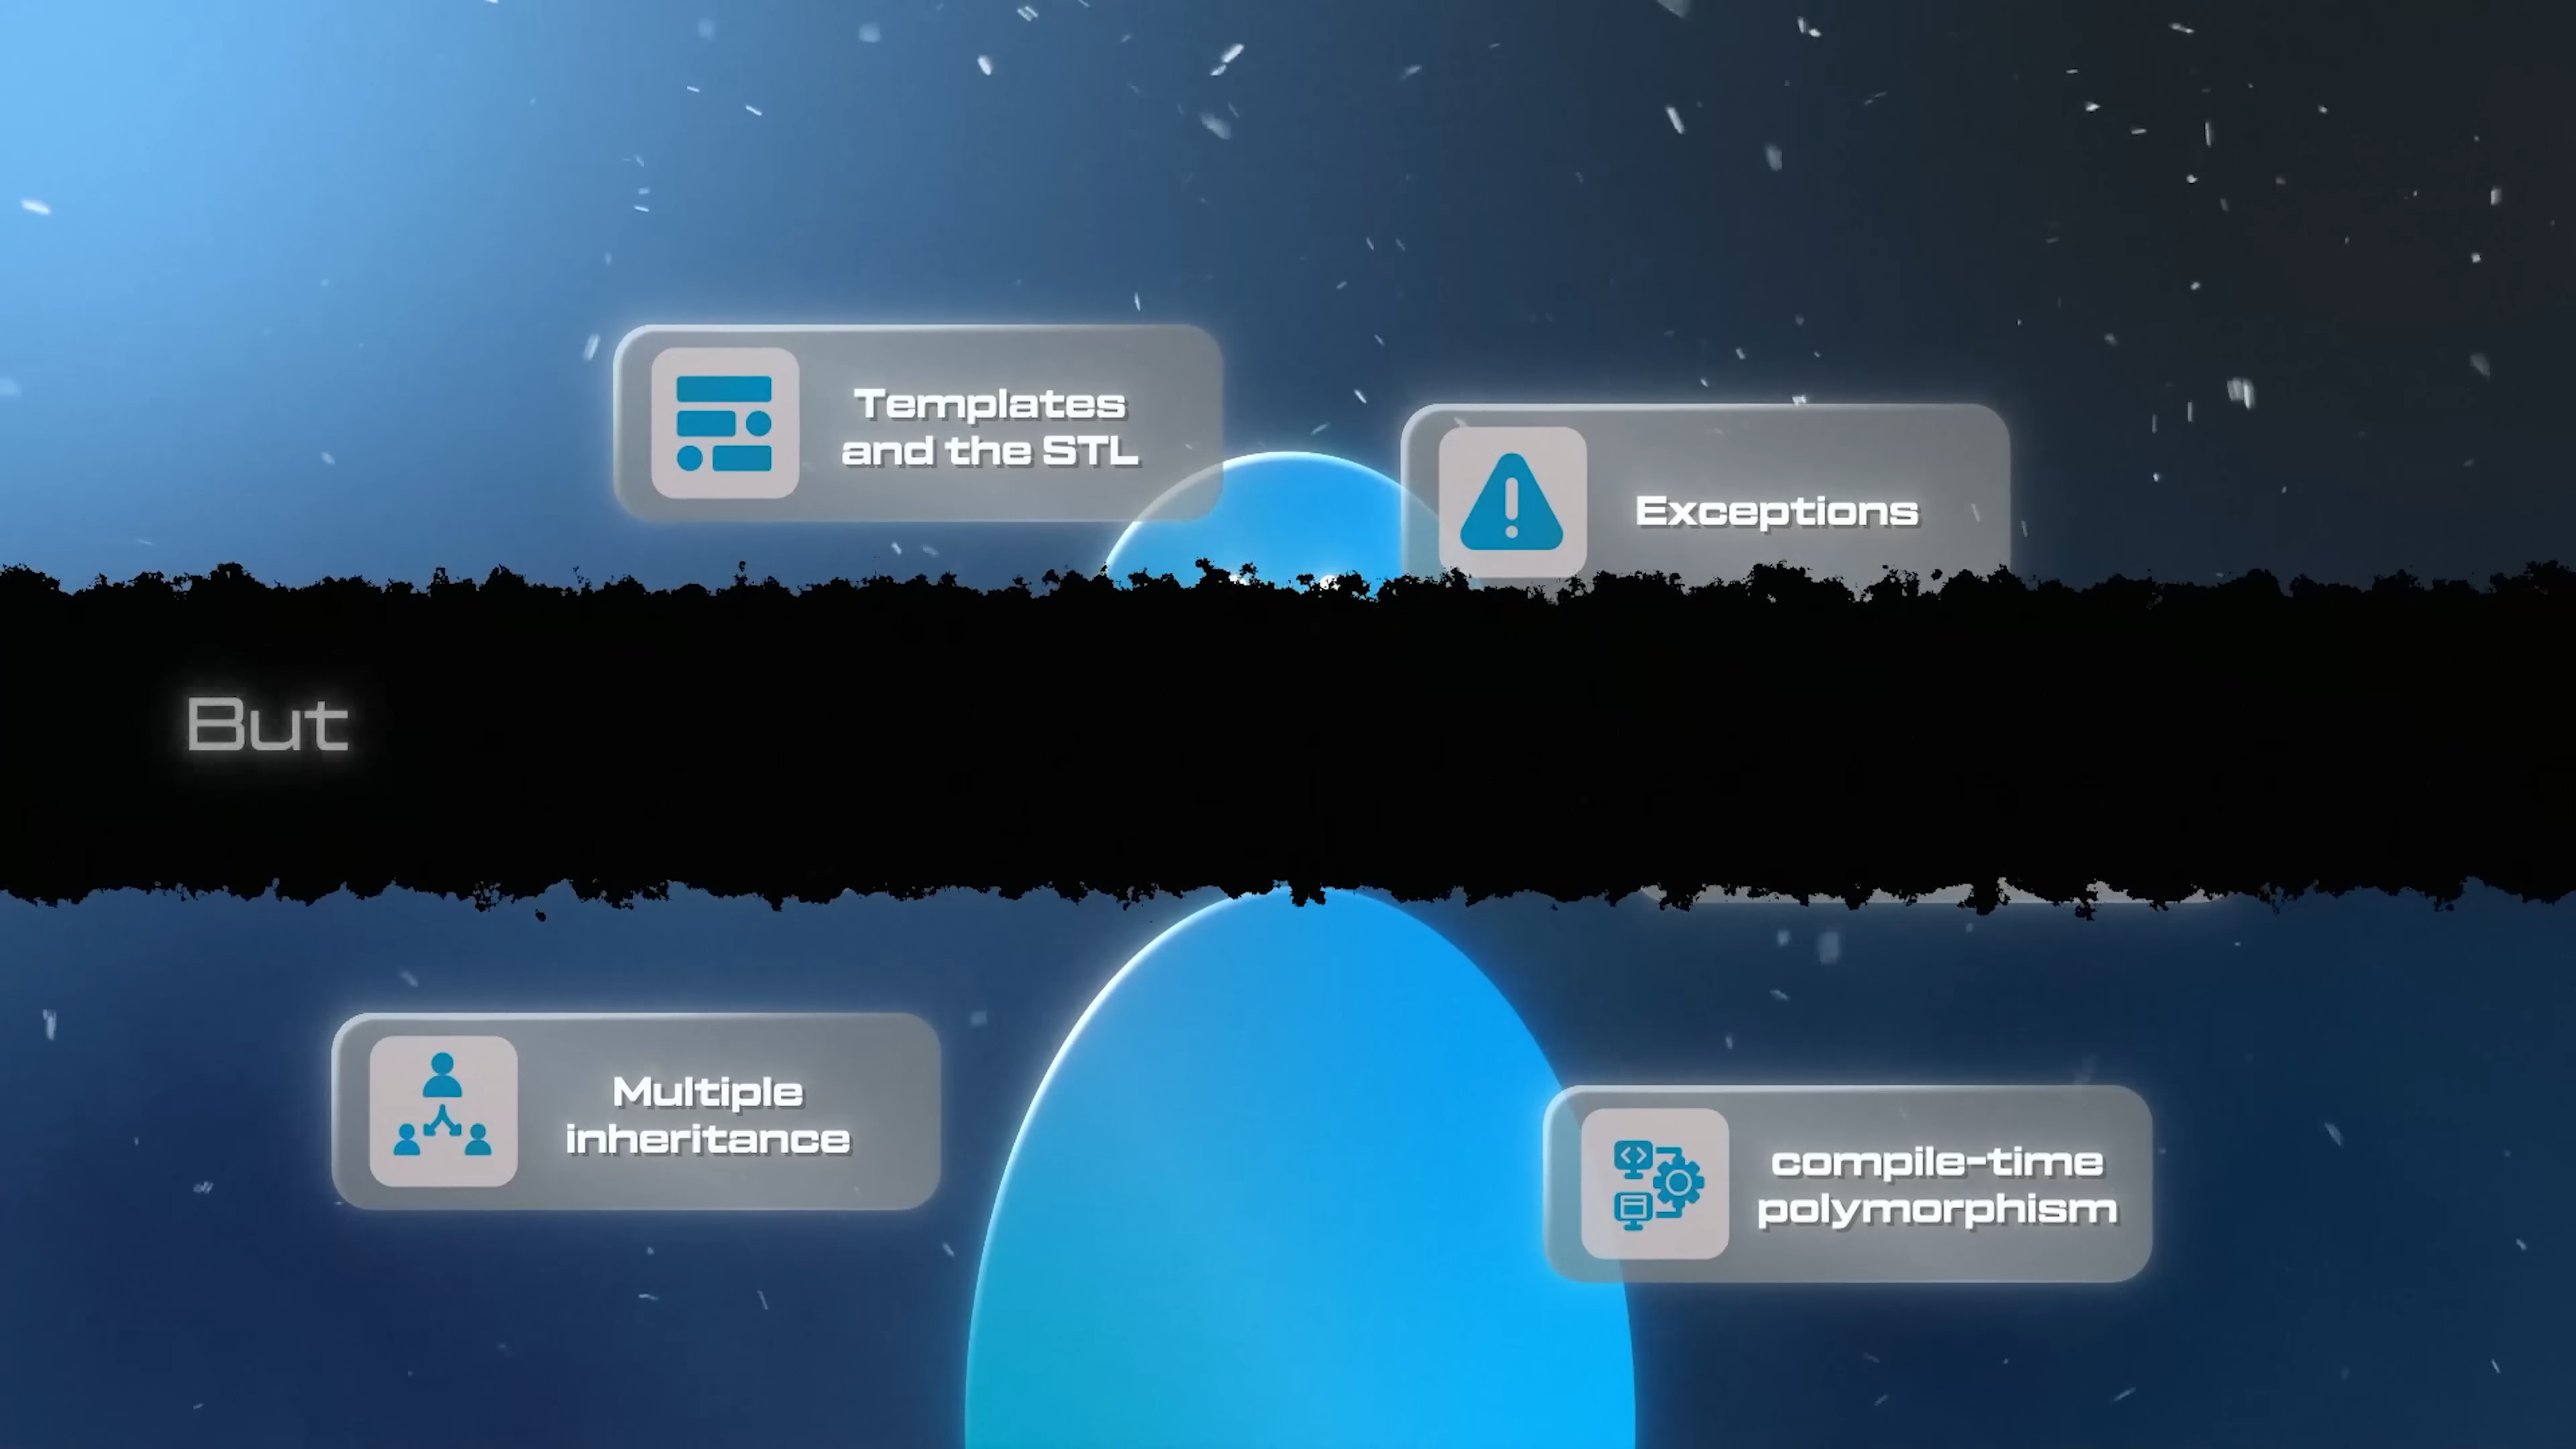 Templates
and the STL
Exceptions
But
Multiple
inheritance
compile-time
polymorphism